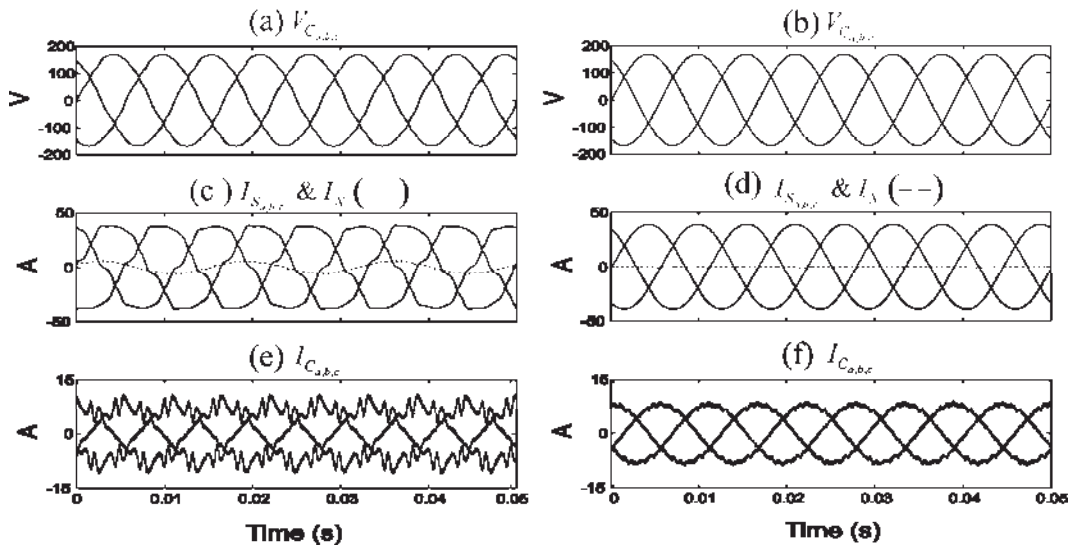 (a) V_{C_{a,b,c}} (b) V_{C_{a,b,c}}
200 200
100 100
V 0 V 0
-100 -100
-200 -200
(c) I_{S_{a,b,c}} & I_N ( ) (d) I_{S_{a,b,c}} & I_N (– –)
50 50
A 0 A 0
-50 -50
(e) I_{C_{a,b,c}} (f) I_{C_{a,b,c}}
15 15
A 0 A 0
-15 -15
0 0.01 0.02 0.03 0.04 0.05 0 0.01 0.02 0.03 0.04 0.05
Time (s) Time (s)